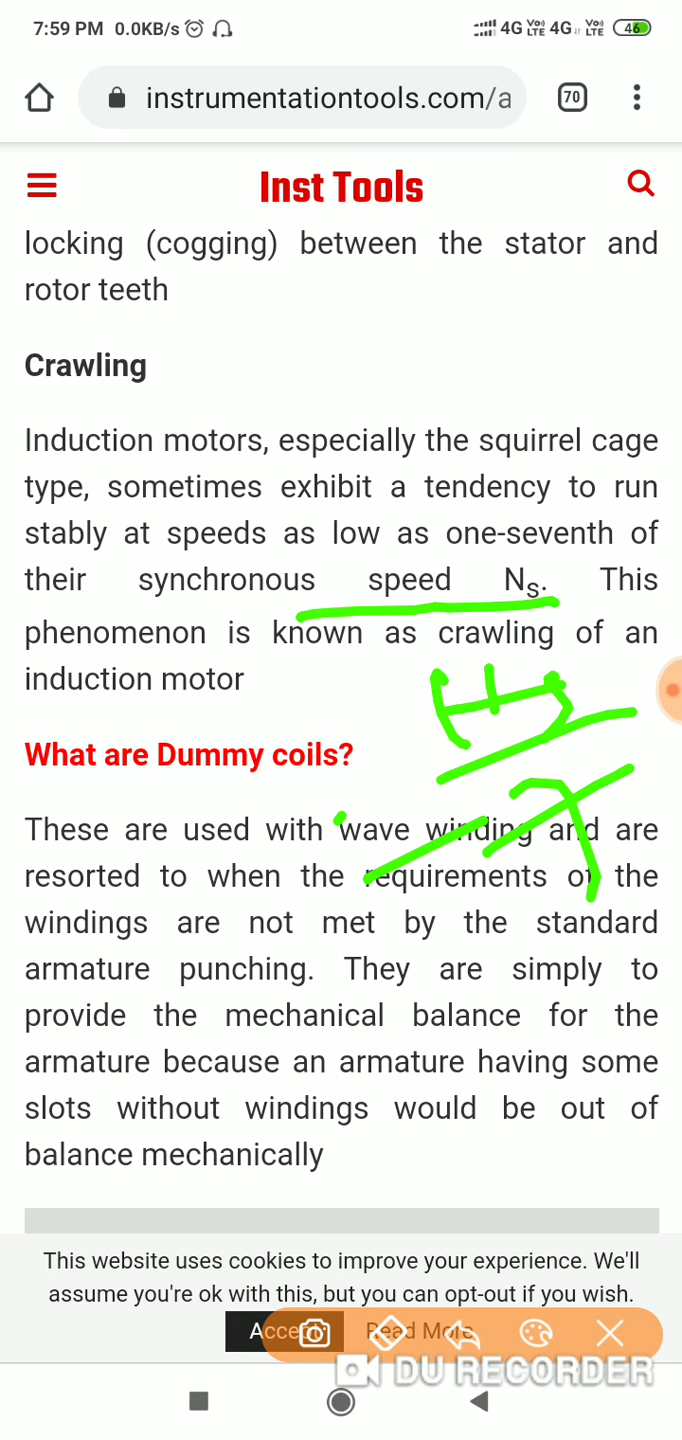 7:59 PM 0.0KB/s 4G Vo) LTE 4G Vo) LTE 46
instrumentationtools.com/a 70
Inst Tools
locking (cogging) between the stator and
rotor teeth
Crawling
Induction motors, especially the squirrel cage
type, sometimes exhibit a tendency to run
stably at speeds as low as one-seventh of
their synchronous speed Ns. This
phenomenon is known as crawling of an
induction motor
What are Dummy coils?
These are used with wave winding and are
resorted to when the requirements of the
windings are not met by the standard
armature punching. They are simply to
provide the mechanical balance for the
armature because an armature having some
slots without windings would be out of
balance mechanically
This website uses cookies to improve your experience. We'll
assume you're ok with this, but you can opt-out if you wish.
Accept Read More
DU RECORDER